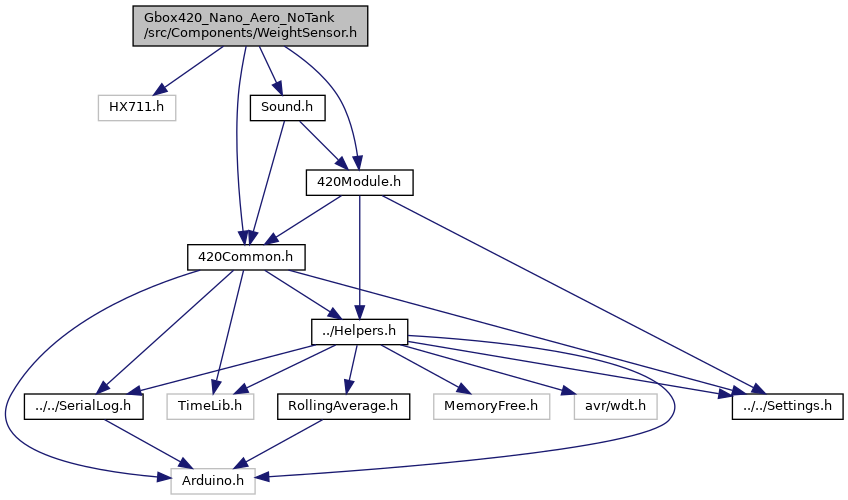 Gbox420_Nano_Aero_NoTank
/src/Components/WeightSensor.h
HX711.h
Sound.h
420Module.h
420Common.h
../Helpers.h
../../SerialLog.h
TimeLib.h
RollingAverage.h
MemoryFree.h
avr/wdt.h
../../Settings.h
Arduino.h